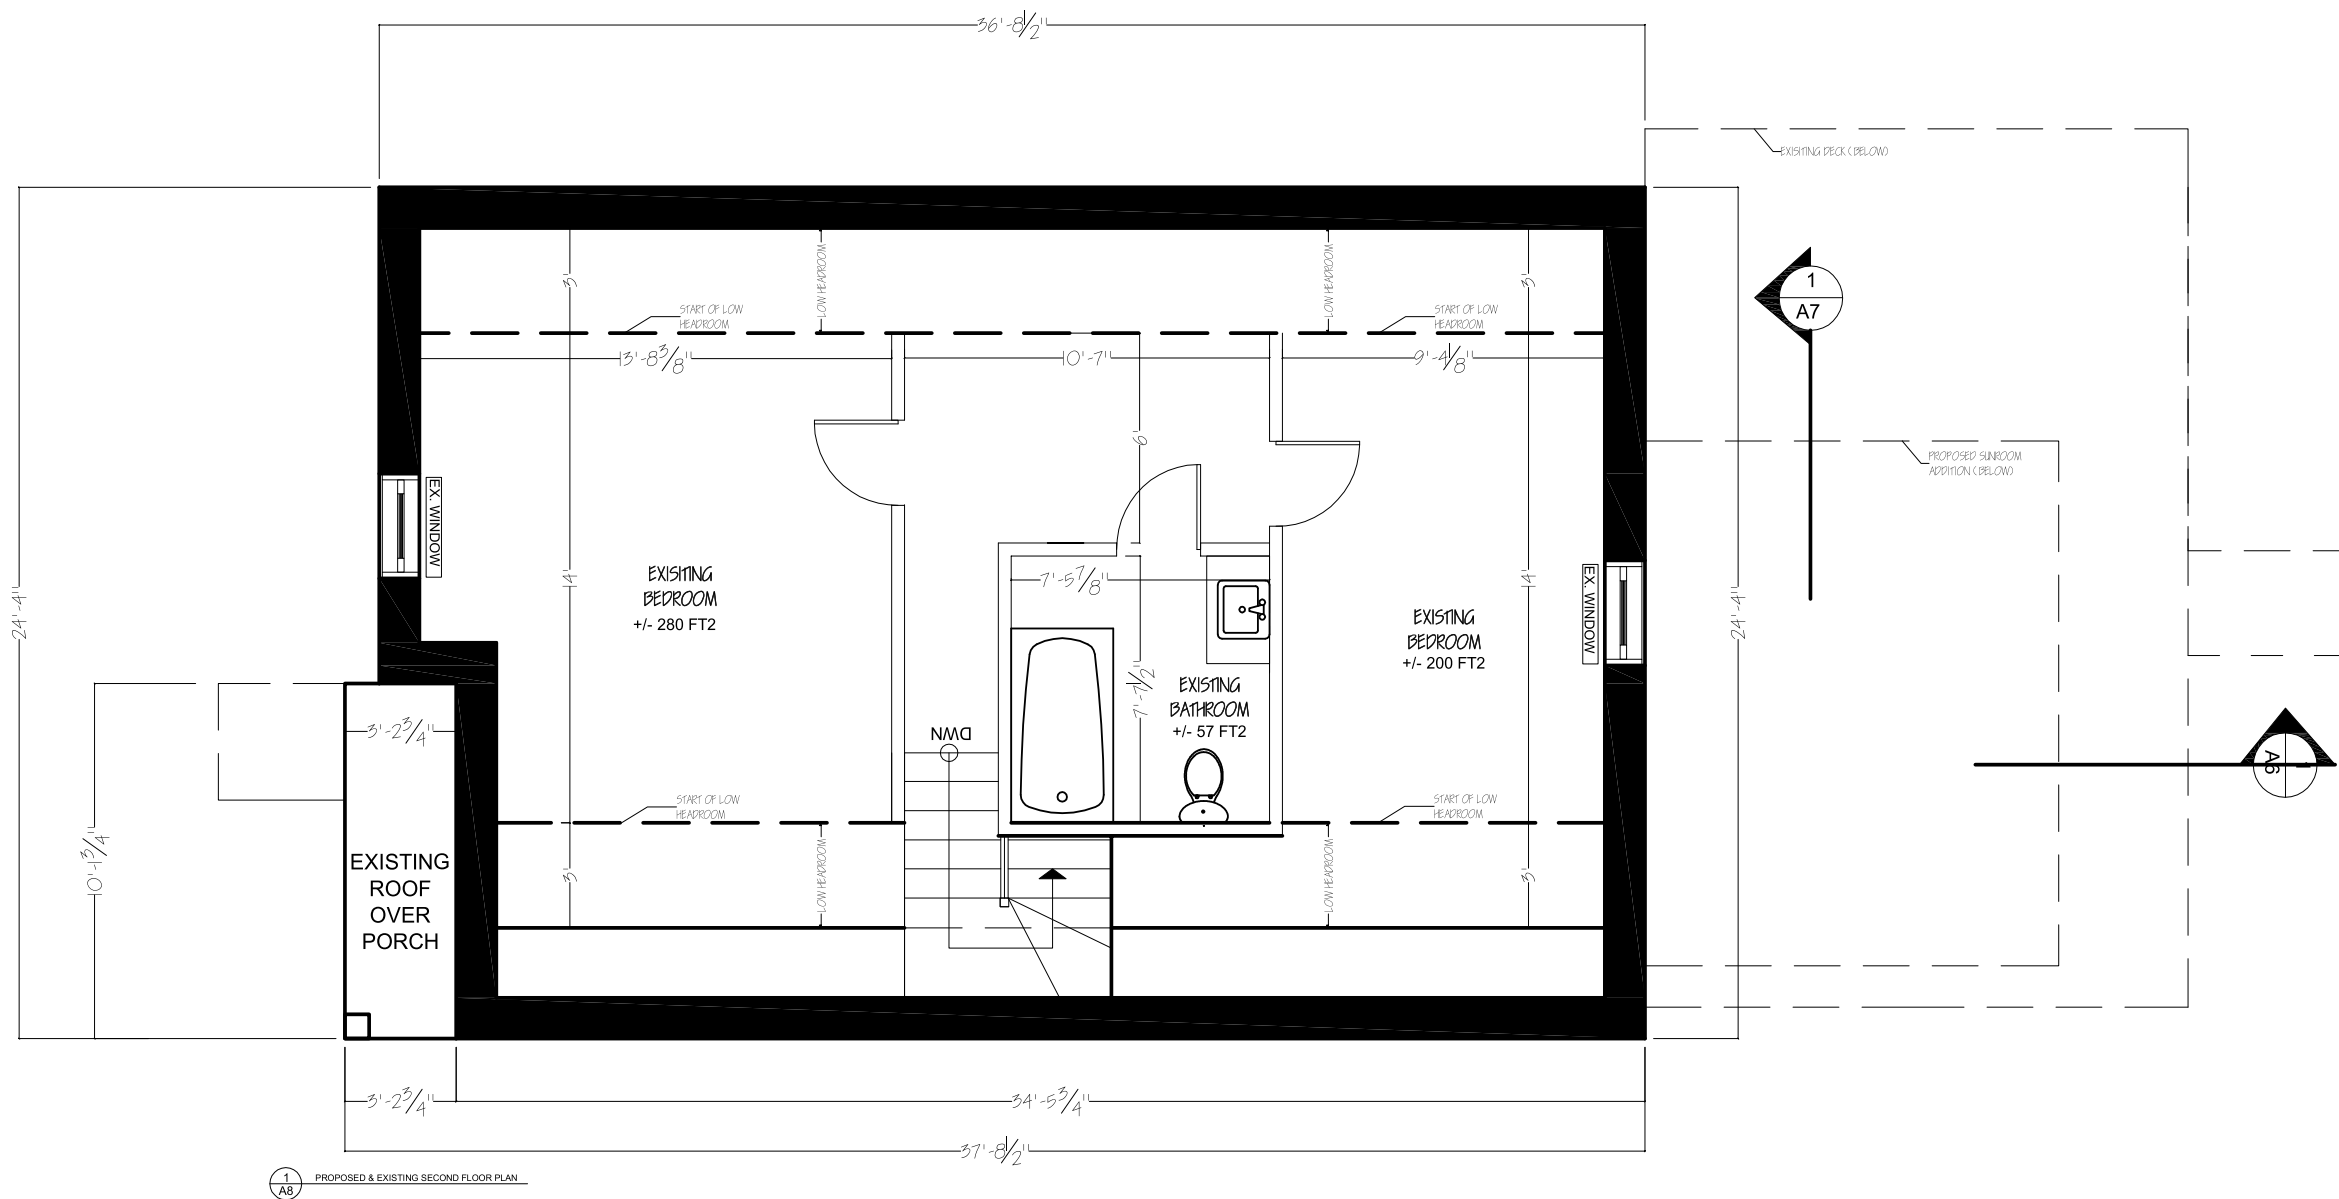 36'-8 1/2"
EXISITING DECK (BELOW)
3'
LOW HEADROOM
LOW HEADROOM
3'
1
A7
START OF LOW
HEADROOM
START OF LOW
HEADROOM
13'-8 3/8"
10'-7"
9'-4 1/8"
6'
PROPOSED SUNROOM
ADDITION (BELOW)
EX. WINDOW
24'-4"
14'
EXISITING
BEDROOM
+/- 280 FT2
7'-5 7/8"
14'
EX. WINDOW
24'-4"
EXISTING
BEDROOM
+/- 200 FT2
7'-7 1/2"
EXISTING
BATHROOM
+/- 57 FT2
3'-2 3/4"
DWN
1
A6
START OF LOW
HEADROOM
START OF LOW
HEADROOM
10'-1 3/4"
EXISTING
ROOF
OVER
PORCH
3'
LOW HEADROOM
LOW HEADROOM
3'
3'-2 3/4"
34'-5 3/4"
37'-8 1/2"
1
A8
PROPOSED & EXISTING SECOND FLOOR PLAN